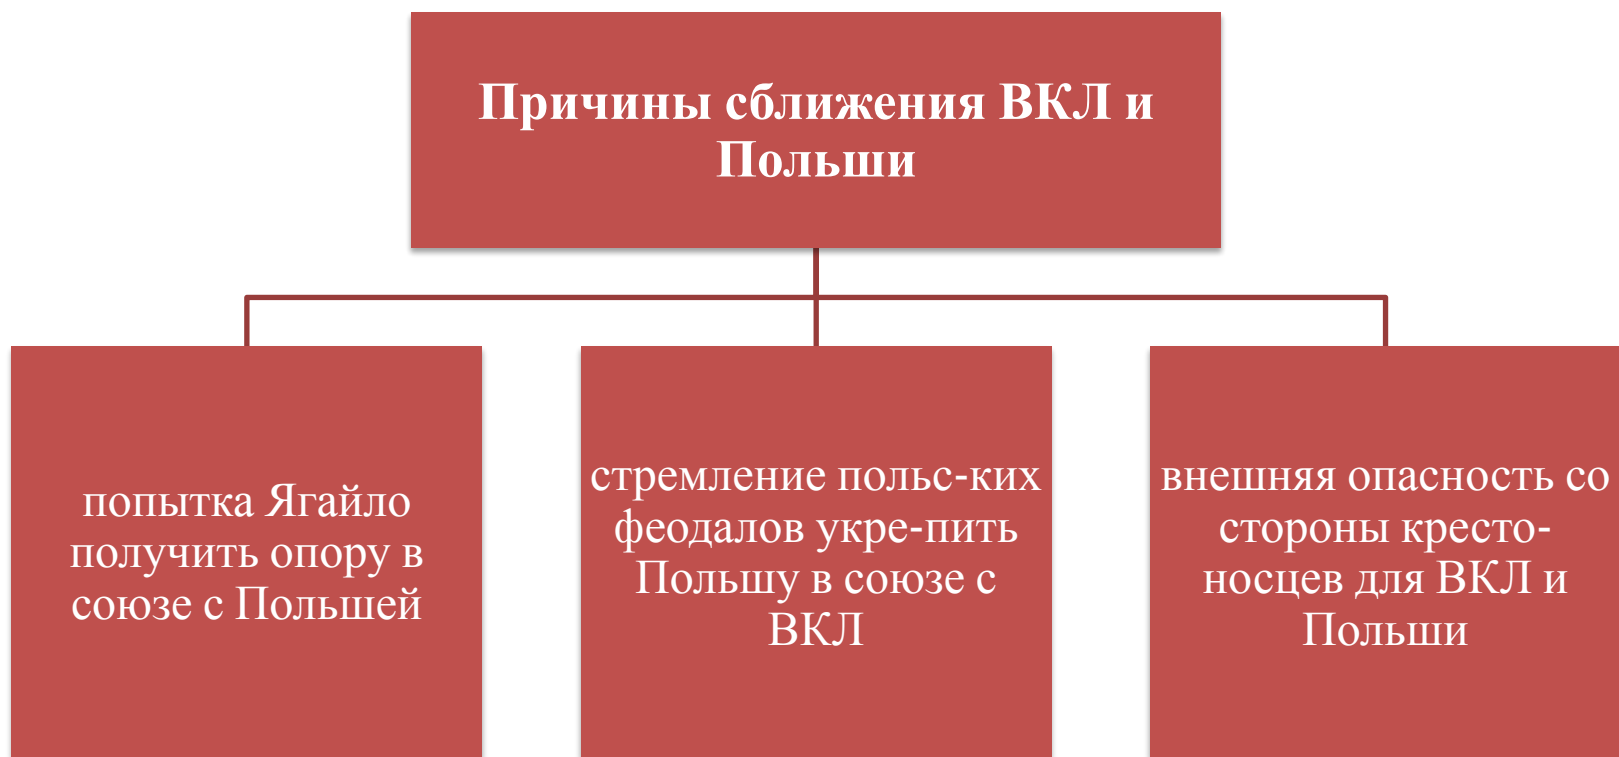 Причины сближения ВКЛ и
Польши
попытка Ягайло
получить опору в
союзе с Польшей
стремление польс-ких
феодалов укре-пить
Польшу в союзе с
ВКЛ
внешняя опасность со
стороны кресто-
носцев для ВКЛ и
Польши